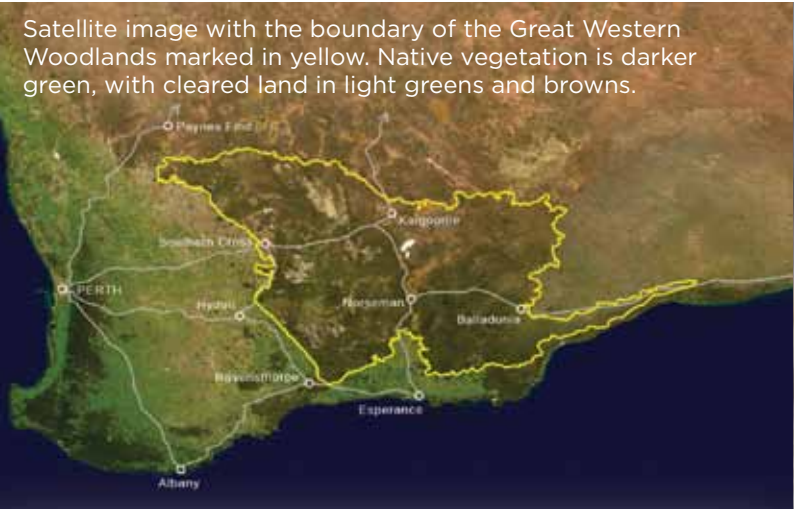 Satellite image with the boundary of the Great Western
Woodlands marked in yellow. Native vegetation is darker
green, with cleared land in light greens and browns.
Paynes Find
Kalgoorlie
Southern Cross
PERTH
Hyden
Norseman
Balladonia
Ravensthorpe
Esperance
Albany